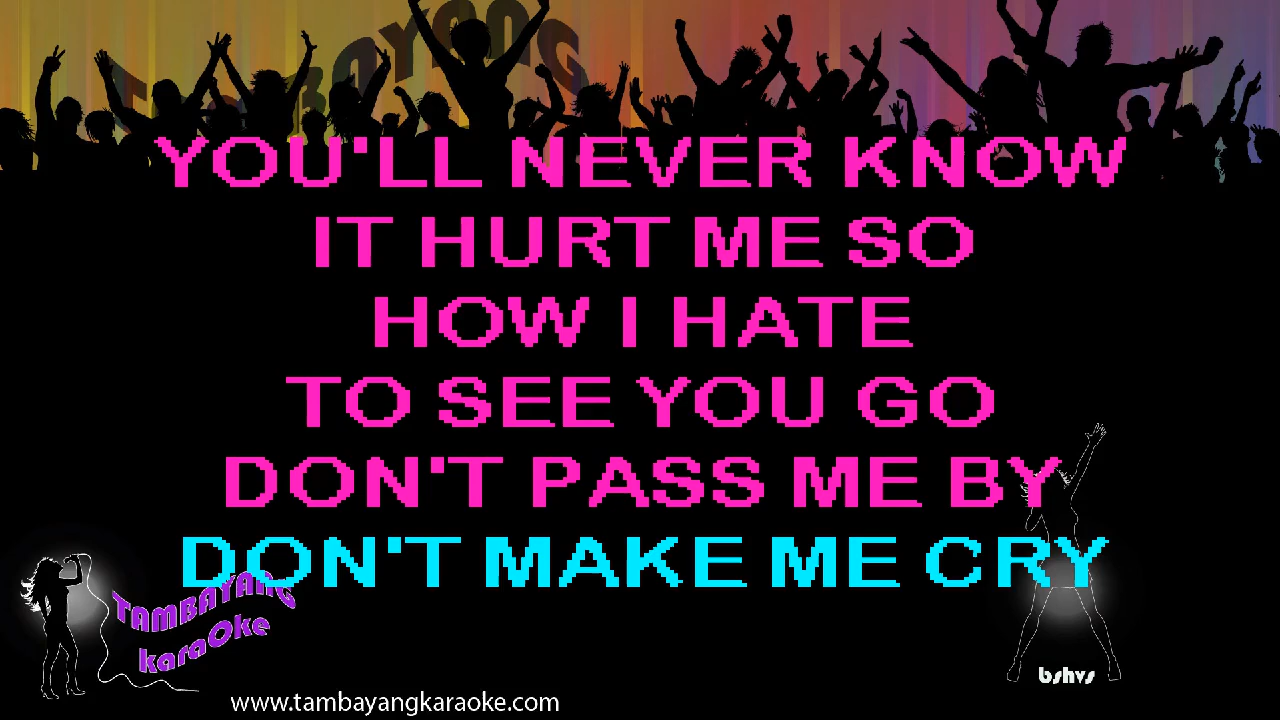 TAMBAYANG
YOU'LL NEVER KNOW
IT HURT ME SO
HOW I HATE
TO SEE YOU GO
DON'T PASS ME BY
DON'T MAKE ME CRY
TAMBAYANG
karaOke
bshvs
www.tambayangkaraoke.com